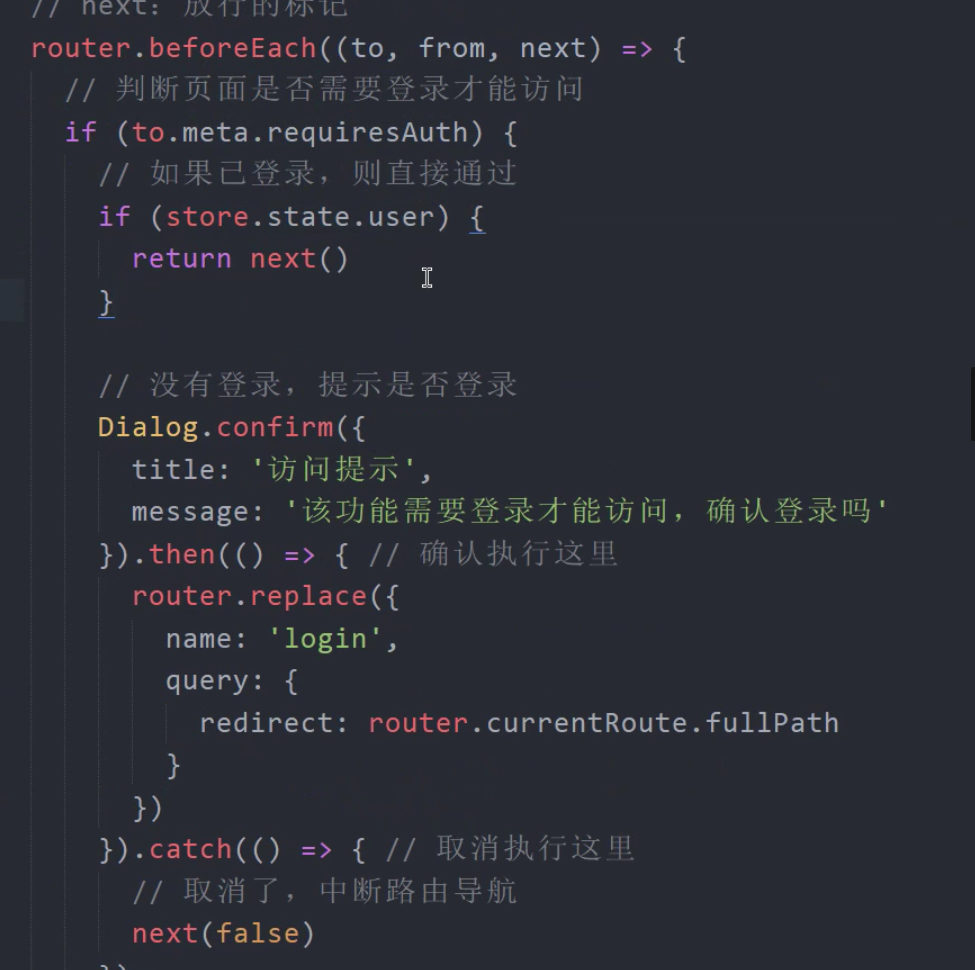 // next: 放行的标记
router.beforeEach((to, from, next) => {
  // 判断页面是否需要登录才能访问
  if (to.meta.requiresAuth) {
    // 如果已登录，则直接通过
    if (store.state.user) {
      return next()
    }
    // 没有登录，提示是否登录
    Dialog.confirm({
      title: '访问提示',
      message: '该功能需要登录才能访问，确认登录吗'
    }).then(() => { // 确认执行这里
      router.replace({
        name: 'login',
        query: {
          redirect: router.currentRoute.fullPath
        }
      })
    }).catch(() => { // 取消执行这里
      // 取消了，中断路由导航
      next(false)
    })